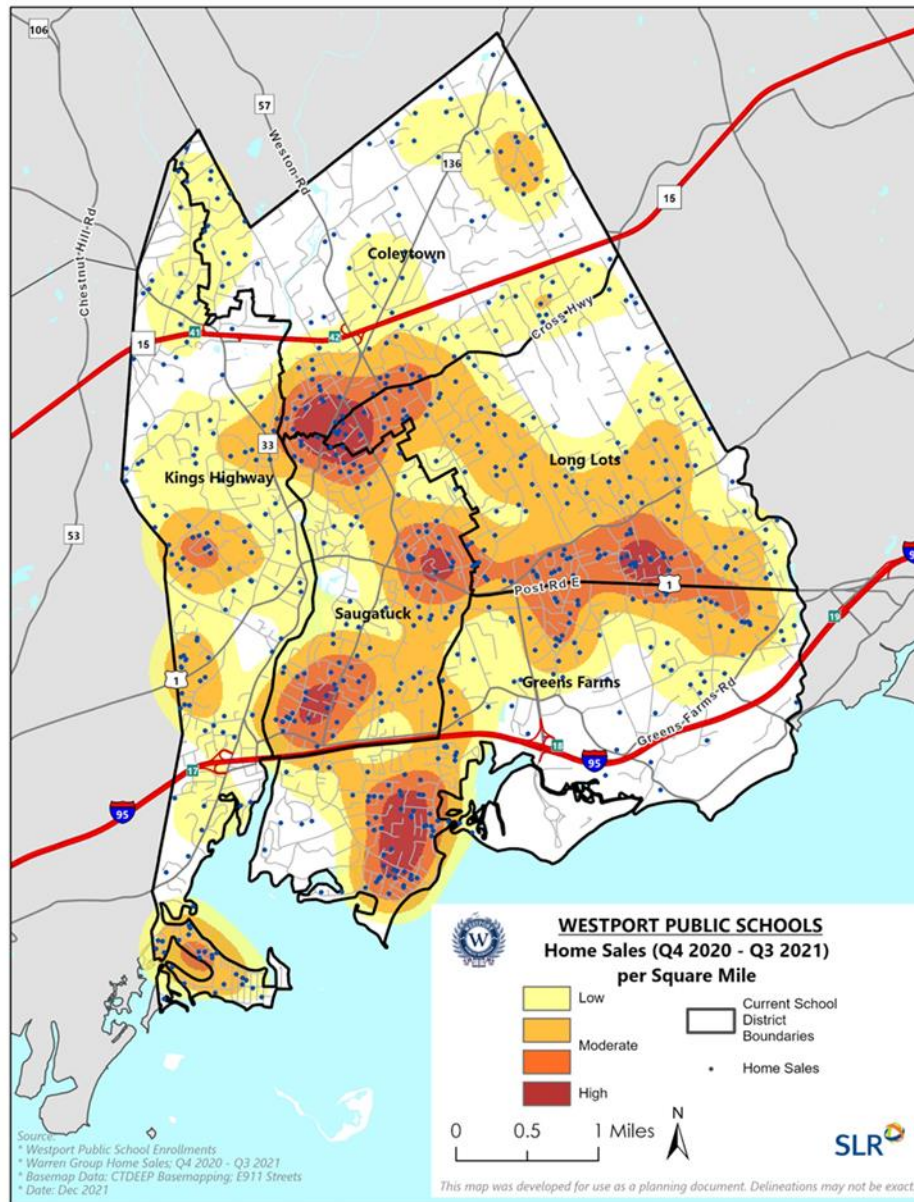 106
57
Weston-Rd
136
15
Chestnut-Hill-Rd
Coleytown
Cross-Hwy
41
42
15
33
Long Lots
Kings Highway
53
Post Rd E
1
19
Saugatuck
1
Greens Farms
Greens-Farms-Rd
18
17
95
95
W
WESTPORT PUBLIC SCHOOLS
Home Sales (Q4 2020 - Q3 2021)
per Square Mile
Low
Moderate
High
Current School
District
Boundaries
Home Sales
0 0.5 1 Miles
N
SLR
Source:
* Westport Public School Enrollments
* Warren Group Home Sales; Q4 2020 - Q3 2021
* Basemap Data: CTDEEP Basemapping; E911 Streets
* Date: Dec 2021
This map was developed for use as a planning document. Delineations may not be exact.